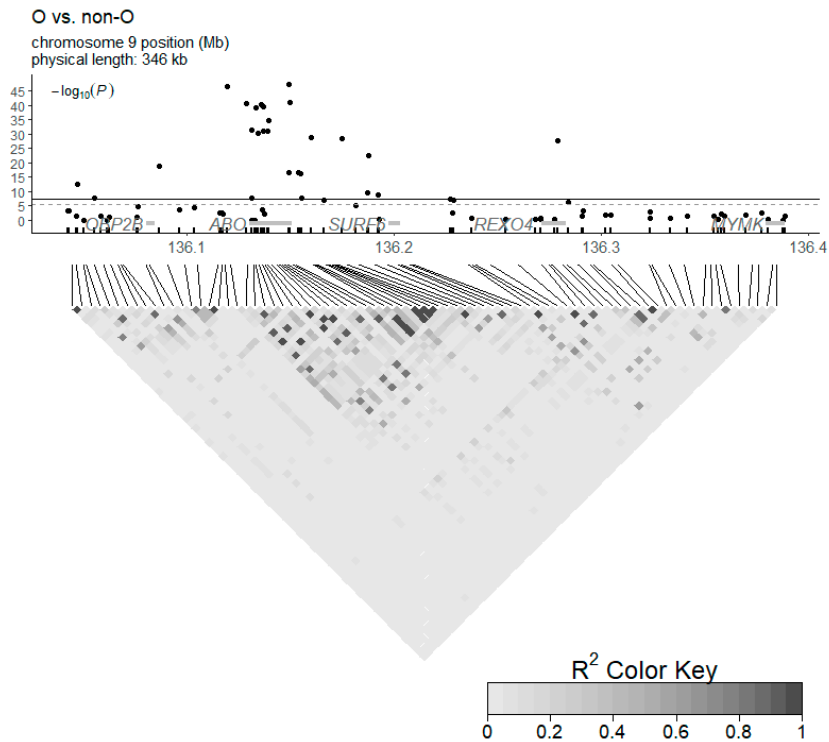 O vs. non-O
chromosome 9 position (Mb)
physical length: 346 kb
−log10(P)
45
40
35
30
25
20
15
10
5
0
OBP2B ABO SURF6 REXO4 MYMK
136.1 136.2 136.3 136.4
R2 Color Key
0 0.2 0.4 0.6 0.8 1